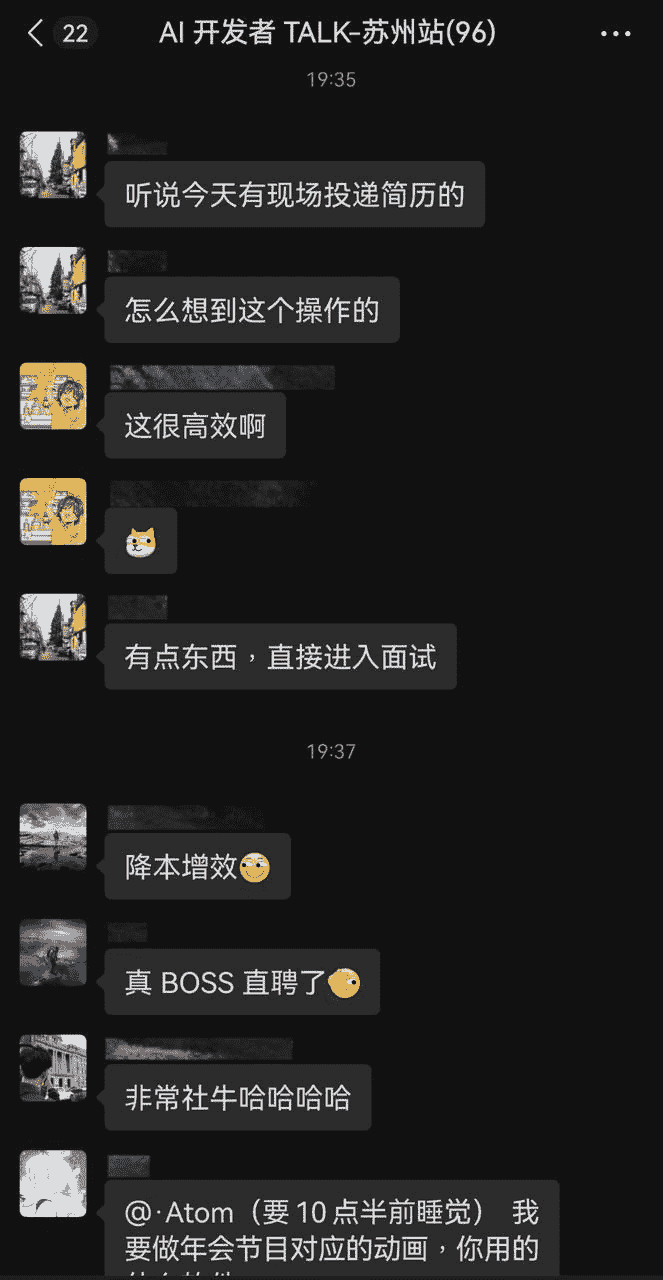 22
AI 开发者 TALK-苏州站(96)
19:35
听说今天有现场投递简历的
怎么想到这个操作的
这很高效啊
有点东西，直接进入面试
19:37
降本增效
真 BOSS 直聘了
非常社牛哈哈哈哈
@·Atom（要 10 点半前睡觉） 我
要做年会节目对应的动画，你用的